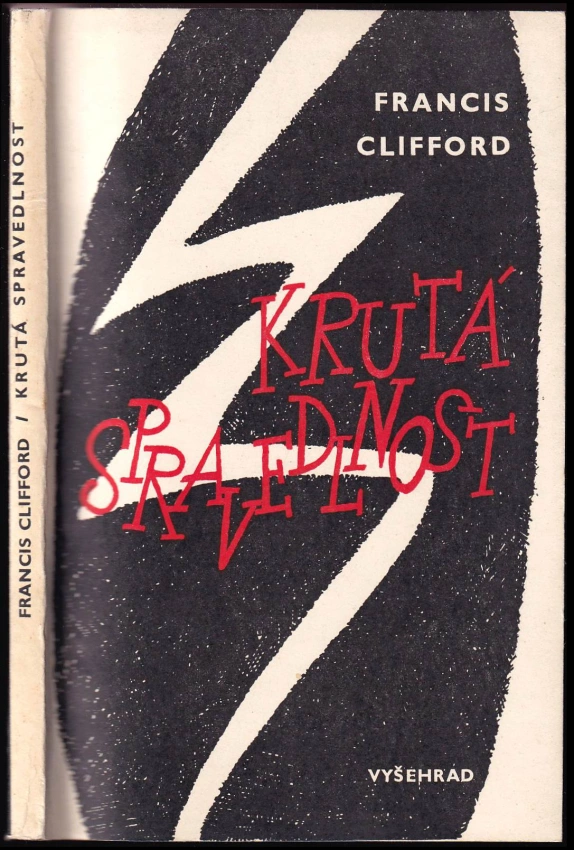 FRANCIS CLIFFORD / KRUTÁ SPRAVEDLNOST
FRANCIS
CLIFFORD
KRUTÁ
SPRAVEDLNOST
VYŠEHRAD